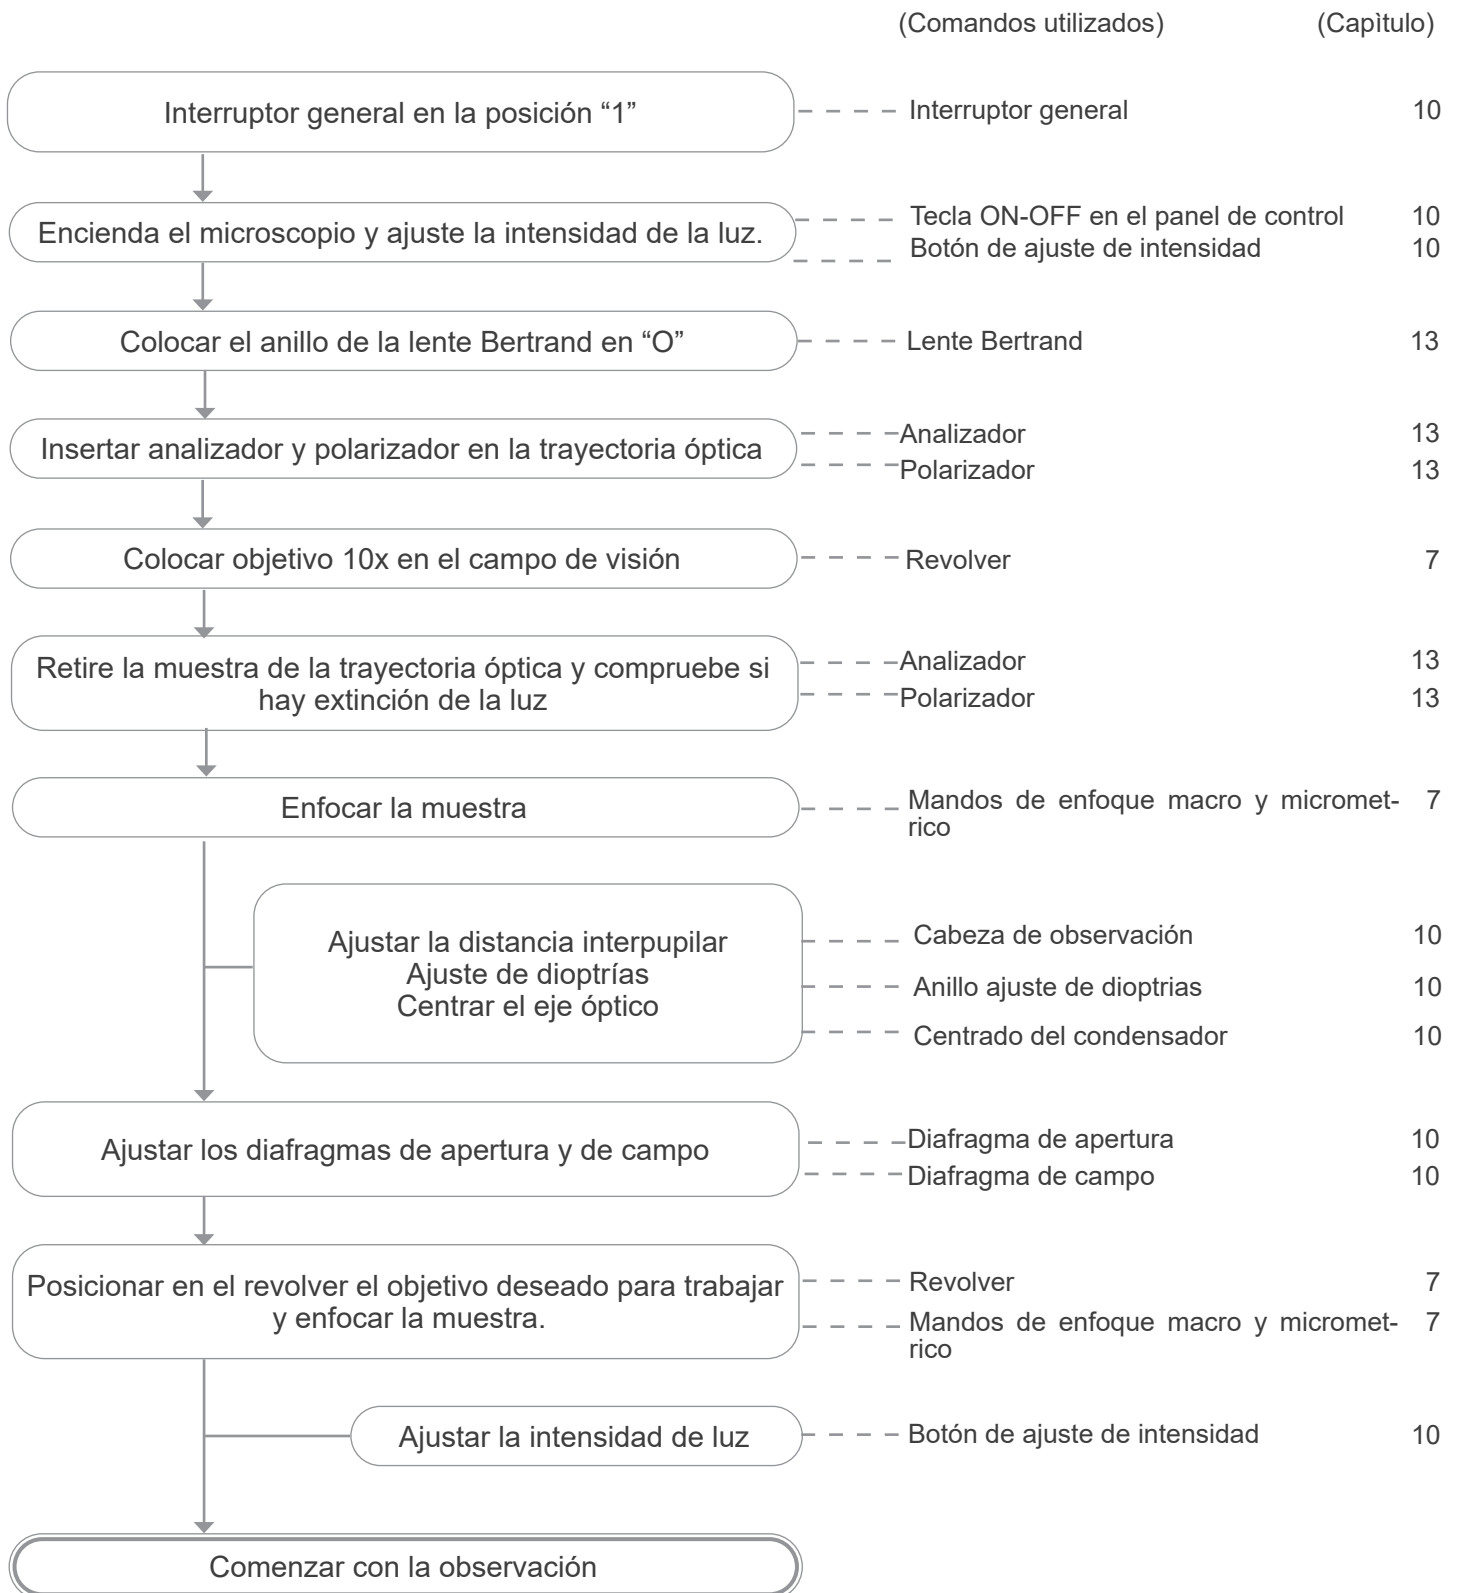 (Comandos utilizados) (Capìtulo)
Interruptor general en la posición “1” Interruptor general 10
Encienda el microscopio y ajuste la intensidad de la luz. Tecla ON-OFF en el panel de control 10
Botón de ajuste de intensidad 10
Colocar el anillo de la lente Bertrand en “O” Lente Bertrand 13
Insertar analizador y polarizador en la trayectoria óptica Analizador 13
Polarizador 13
Colocar objetivo 10x en el campo de visión Revolver 7
Retire la muestra de la trayectoria óptica y compruebe si Analizador 13
hay extinción de la luz Polarizador 13
Enfocar la muestra Mandos de enfoque macro y micromet- 7
rico
Ajustar la distancia interpupilar Cabeza de observación 10
Ajuste de dioptrías Anillo ajuste de dioptrias 10
Centrar el eje óptico Centrado del condensador 10
Ajustar los diafragmas de apertura y de campo Diafragma de apertura 10
Diafragma de campo 10
Posicionar en el revolver el objetivo deseado para trabajar Revolver 7
y enfocar la muestra. Mandos de enfoque macro y micromet- 7
rico
Ajustar la intensidad de luz Botón de ajuste de intensidad 10
Comenzar con la observación